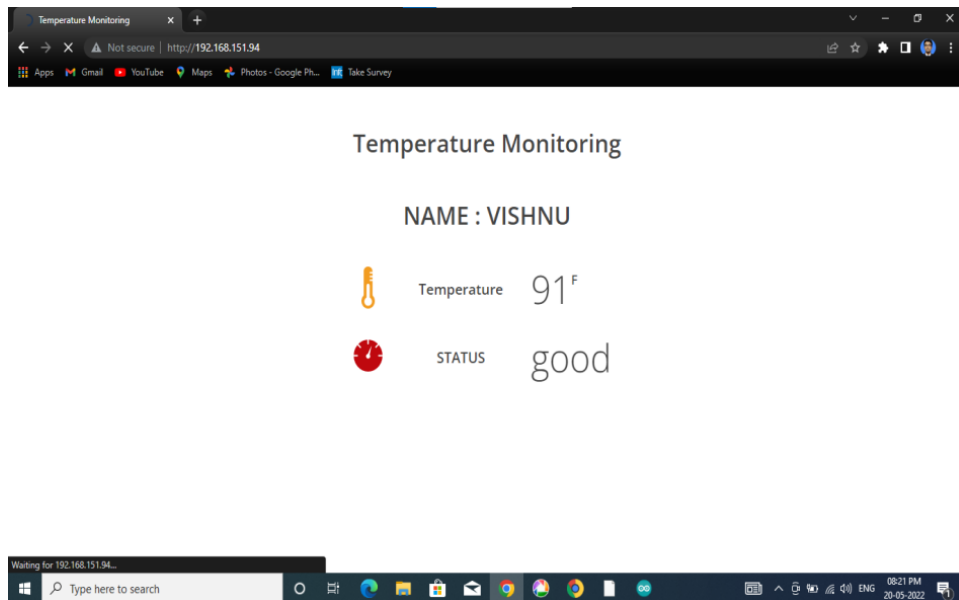 Temperature Monitoring
Not secure | http://192.168.151.94
Apps Gmail YouTube Maps Photos - Google Ph... Take Survey
Temperature Monitoring
NAME : VISHNU
Temperature 91F
STATUS good
Waiting for 192.168.151.94...
Type here to search
ENG 08:21 PM
20-05-2022